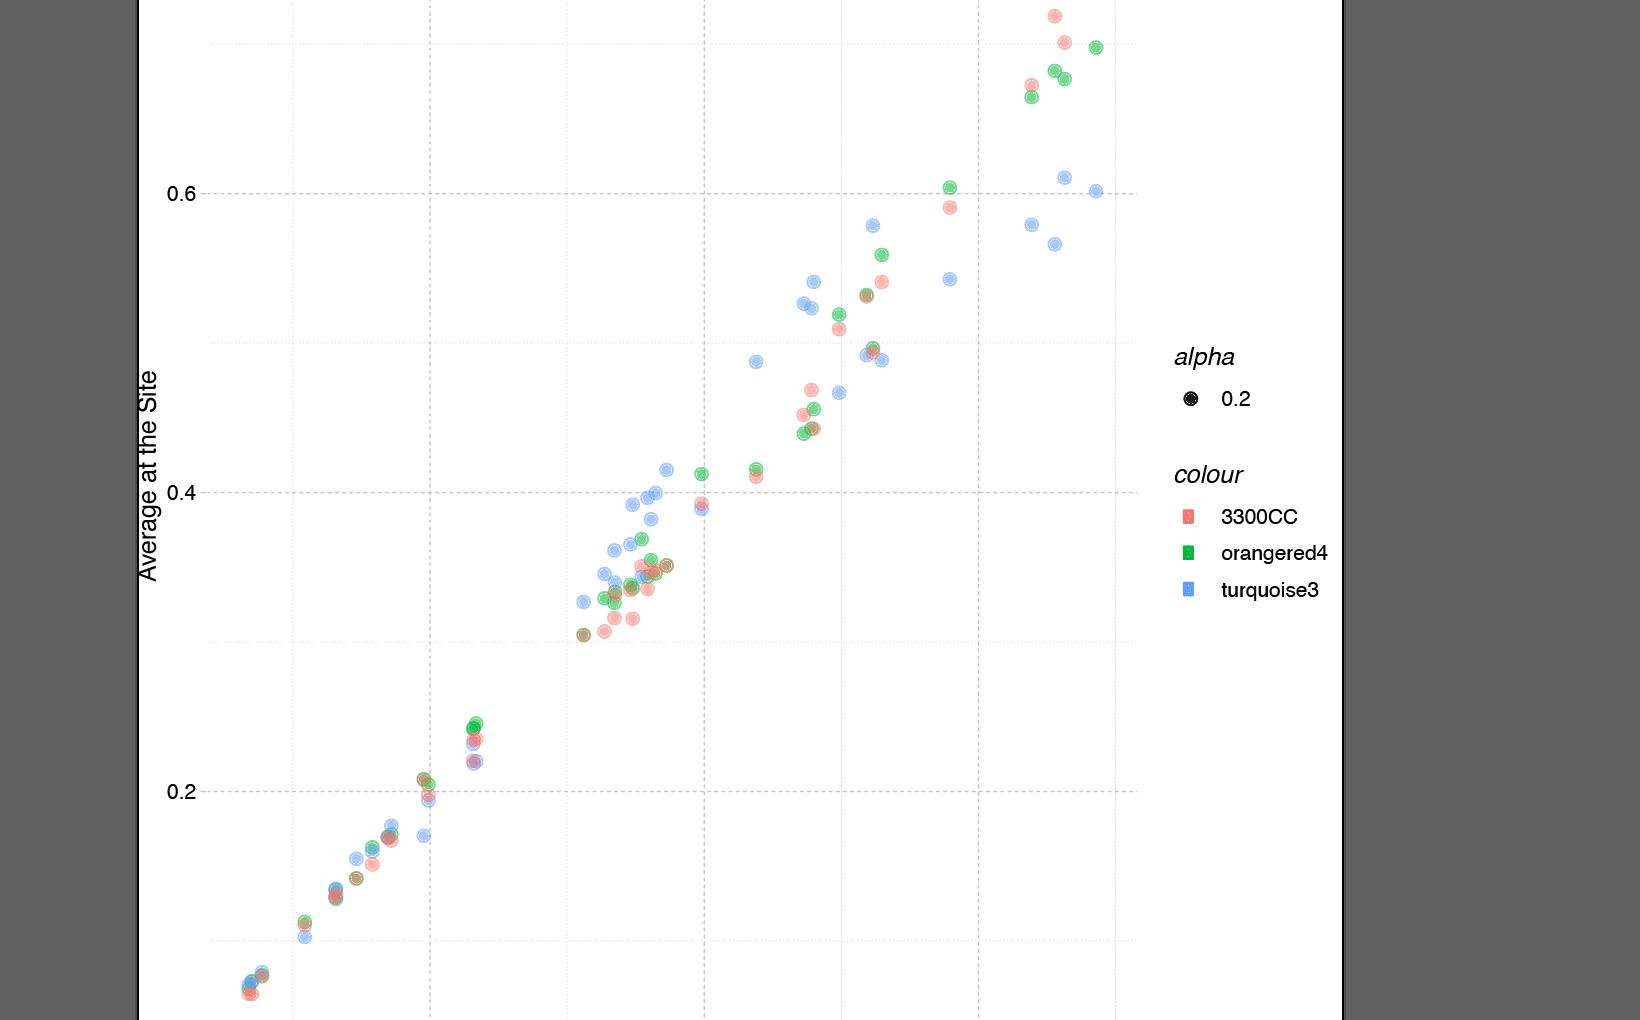 0.6
0.4
0.2
Average at the Site
alpha
0.2
colour
3300CC
orangered4
turquoise3